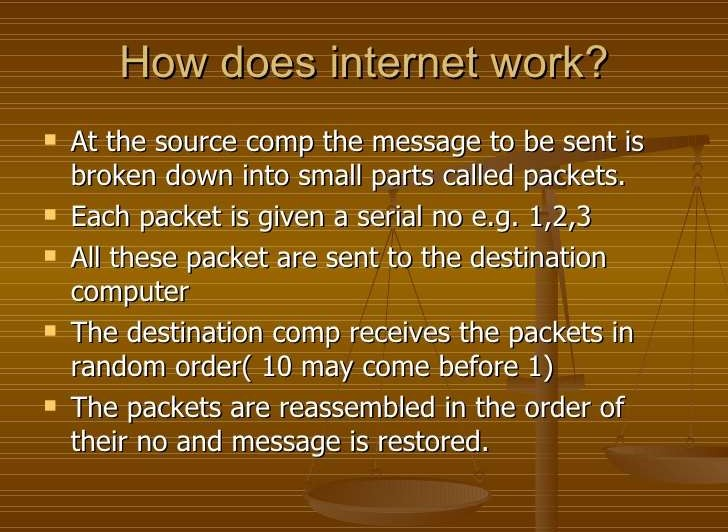 How does internet work?
At the source comp the message to be sent is
broken down into small parts called packets.
Each packet is given a serial no e.g. 1,2,3
All these packet are sent to the destination
computer
The destination comp receives the packets in
random order( 10 may come before 1)
The packets are reassembled in the order of
their no and message is restored.